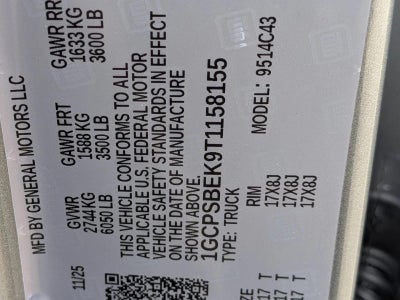 MFD BY GENERAL MOTORS LLC
11/25
GVWR
2744 KG
6050 LB
GAWR FRT
1588 KG
3500 LB
GAWR RR
1633 KG
3600 LB
THIS VEHICLE CONFORMS TO ALL
APPLICABLE U.S. FEDERAL MOTOR
VEHICLE SAFETY STANDARDS IN EFFECT
ON THE DATE OF MANUFACTURE
SHOWN ABOVE.
1GCPSBEK9T1158155
TYPE: TRUCK
MODEL: 9514C43
RIM
17X8J
17X8J
17X8J